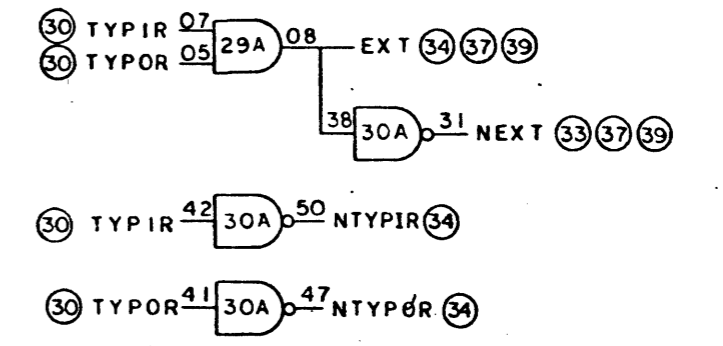 30 TYPIR 07 29A 08 EXT 34 37 39
30 TYPOR 05
38 30A 31 NEXT 33 37 39
30 TYPIR 42 30A 50 NTYPIR 34
30 TYPOR 41 30A 47 NTYPOR 34